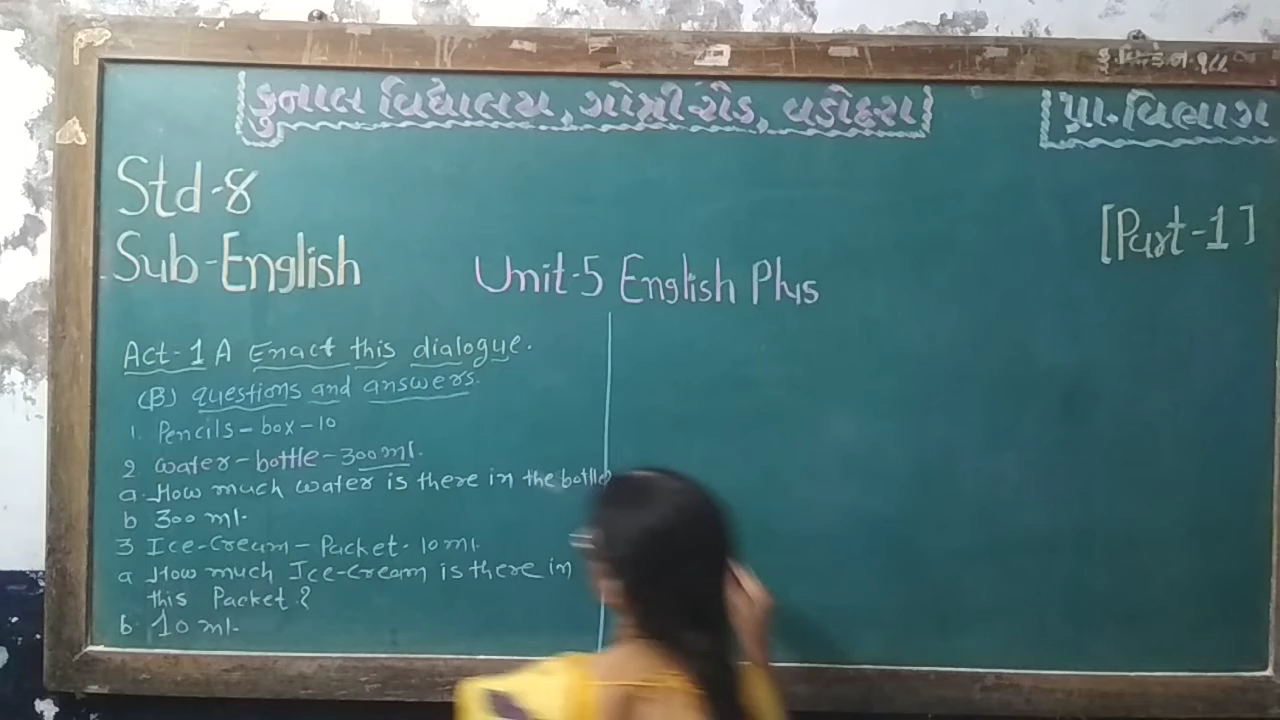 કુનાલ વિદ્યાલય, ગોત્રી રોડ, વડોદરા
પ્રા. વિભાગ
Std-8
[Part-1]
Sub-English
Unit-5 English Plus
Act-1 A Enact this dialogue.
(B) questions and answers.
1. Pencils-box-10
2 water-bottle-300 ml.
a. How much water is there in the bottle?
b 300 ml.
3 Ice-Cream-Packet-10 ml.
a How much Ice-Cream is there in
this Packet?
b. 10 ml.